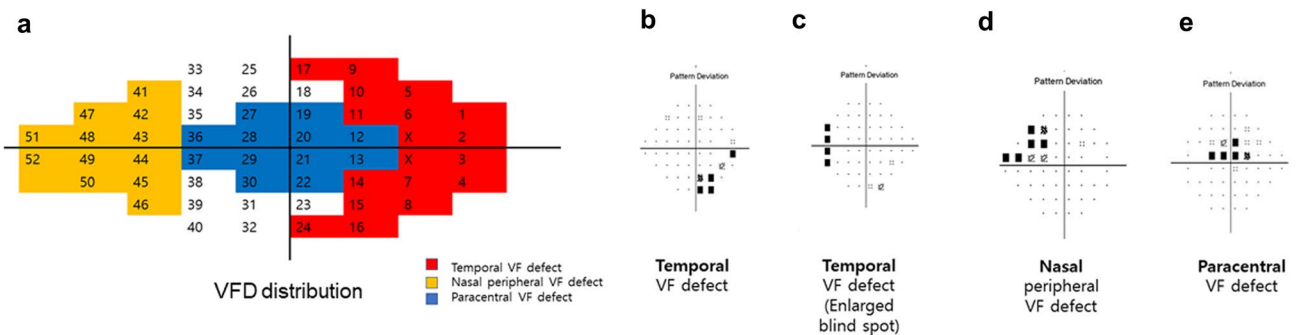 a
b
c
d
e
33 25 17 9
41 34 26 18 10 5
47 42 35 27 19 11 6 1
51 48 43 36 28 20 12 X 2
52 49 44 37 29 21 13 X 3
50 45 38 30 22 14 7 4
46 39 31 23 15 8
40 32 24 16
VFD distribution
Temporal VF defect
Nasal peripheral VF defect
Paracentral VF defect
Pattern Deviation
Temporal
VF defect
Pattern Deviation
Temporal
VF defect
(Enlarged
blind spot)
Pattern Deviation
Nasal
peripheral
VF defect
Pattern Deviation
Paracentral
VF defect